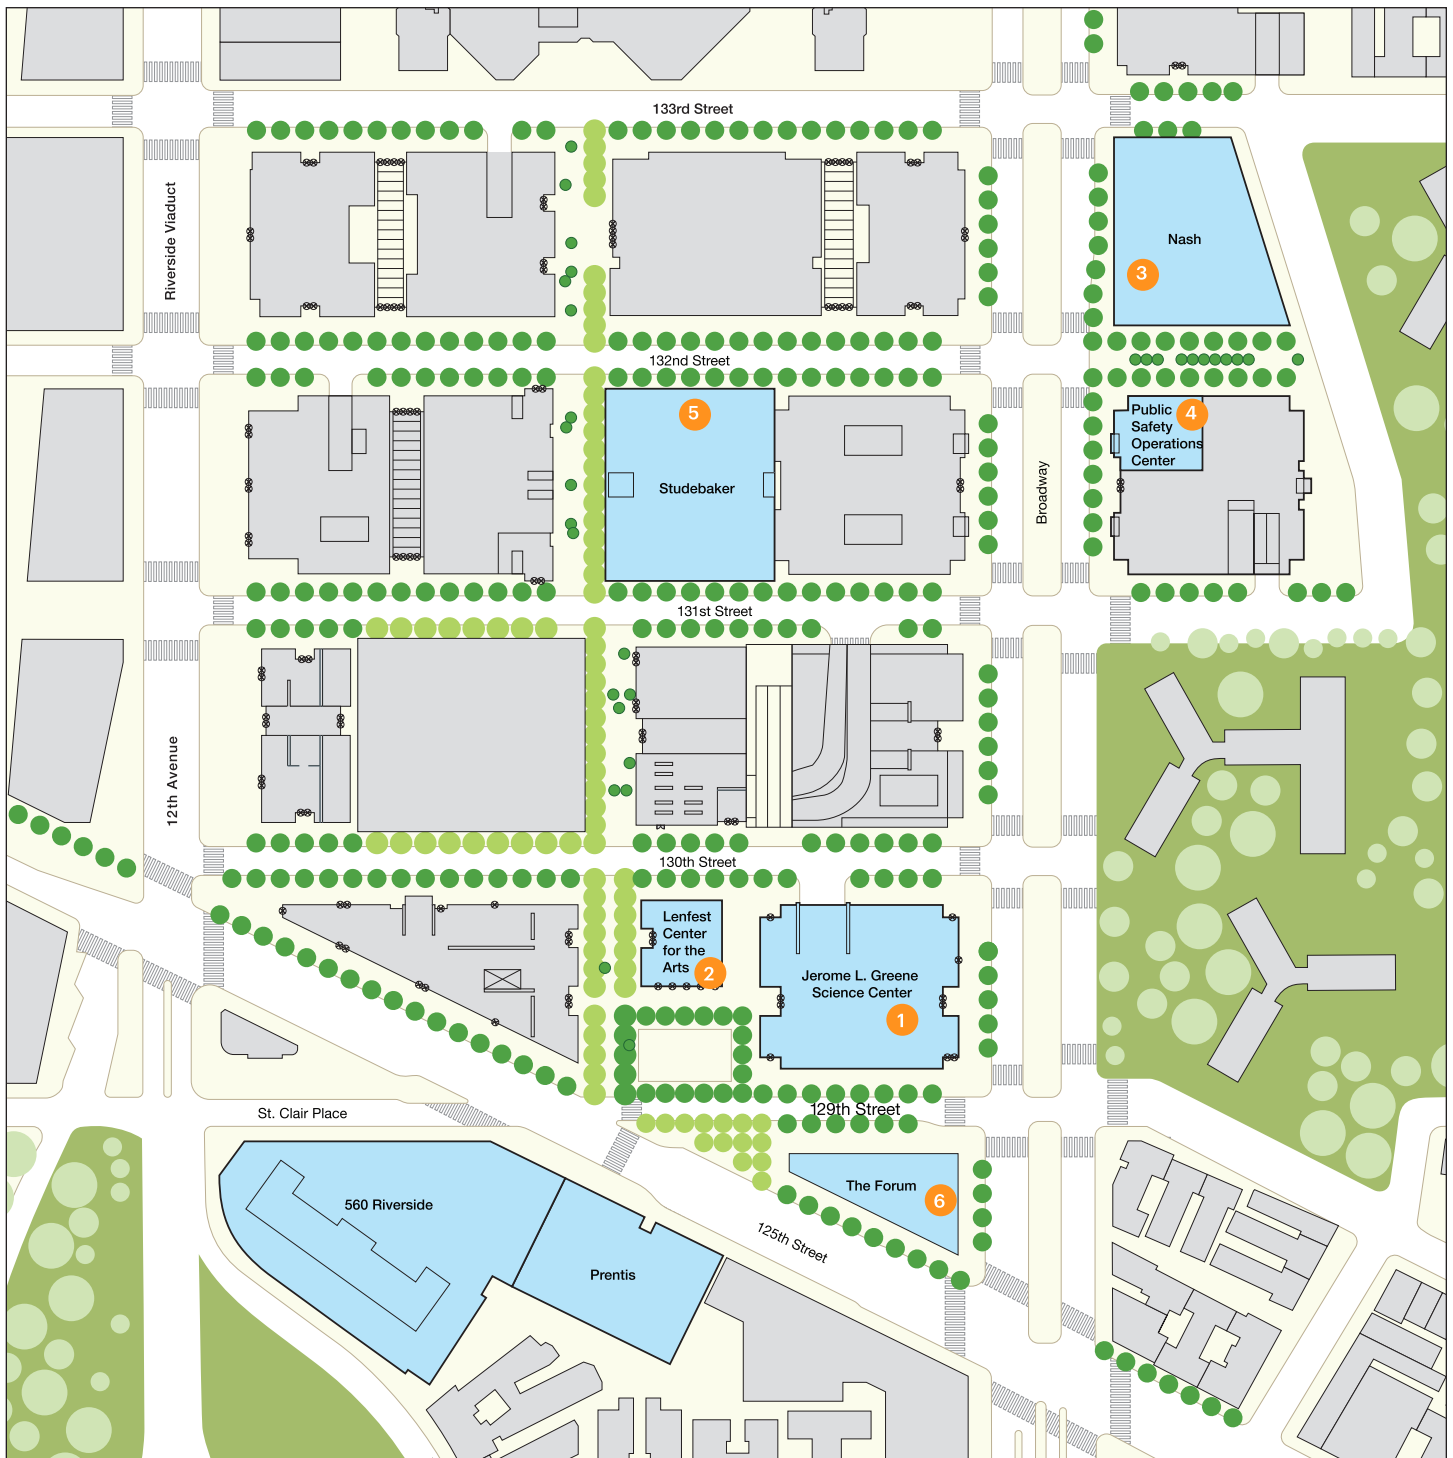 133rd Street
Riverside Viaduct
Nash
3
132nd Street
5
Studebaker
Broadway
Public
Safety
Operations
Center
4
131st Street
12th Avenue
130th Street
Lenfest
Center
for the
Arts
2
Jerome L. Greene
Science Center
1
129th Street
St. Clair Place
The Forum
6
560 Riverside
125th Street
Prentis